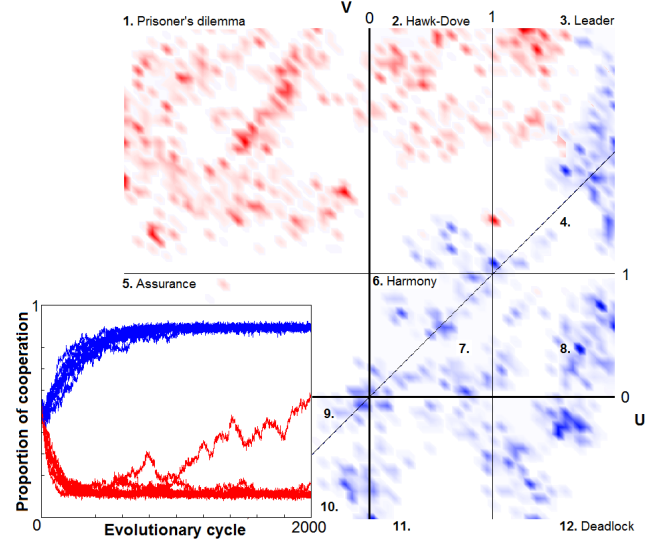 V
1. Prisoner's dilemma
0
2. Hawk-Dove
1
3. Leader
4.
5. Assurance
6. Harmony
1
7.
8.
0
U
9.
10.
11.
12. Deadlock
1
Proportion of cooperation
0
Evolutionary cycle
2000